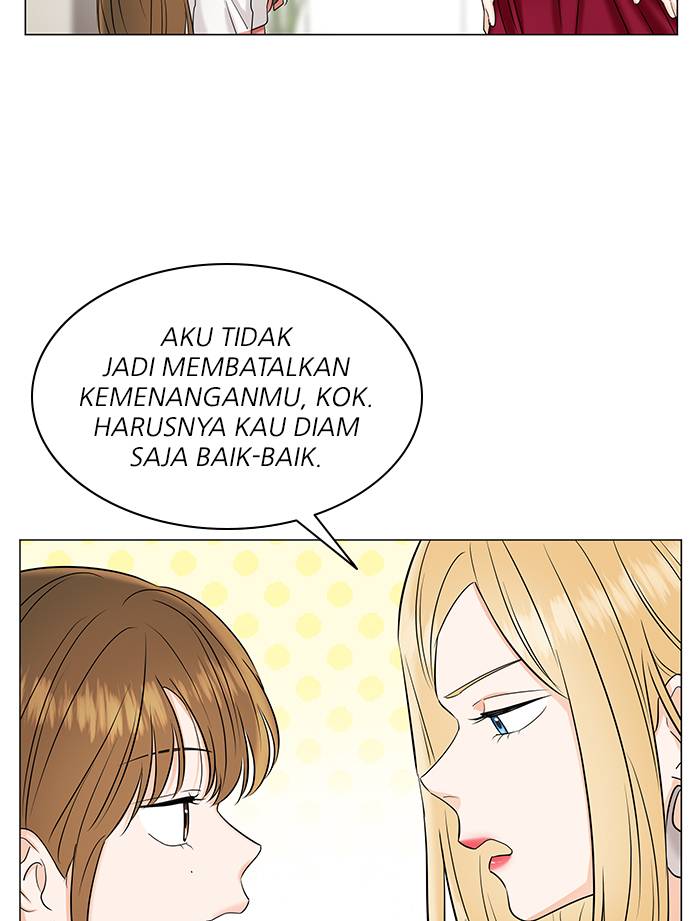 AKU TIDAK
JADI MEMBATALKAN
KEMENANGANMU, KOK.
HARUSNYA KAU DIAM
SAJA BAIK-BAIK.